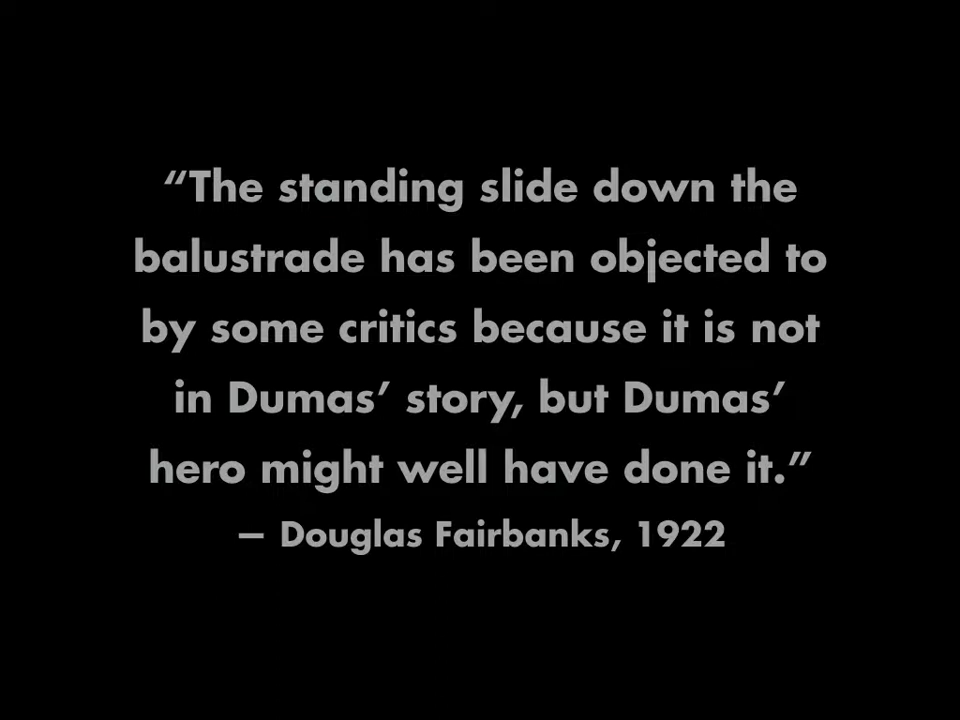 “The standing slide down the
balustrade has been objected to
by some critics because it is not
in Dumas’ story, but Dumas’
hero might well have done it.”
— Douglas Fairbanks, 1922